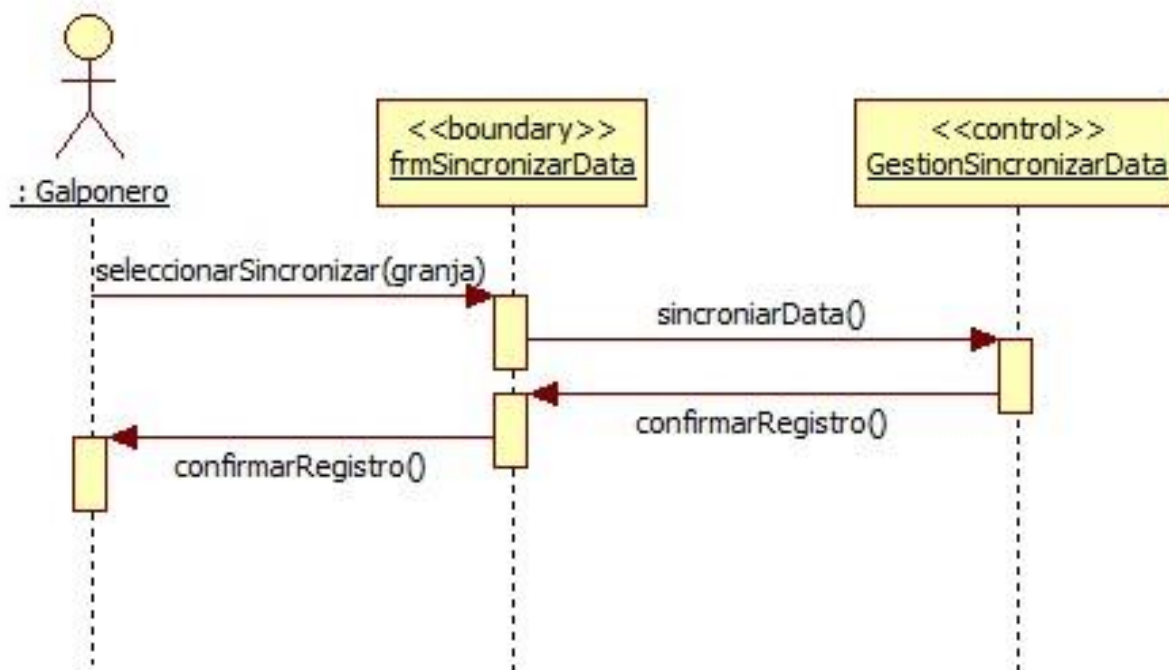 <<boundary>>
frmSincronizarData
<<control>>
GestionSincronizarData
: Galponero
seleccionarSincronizar(granja)
sincroniarData()
confirmarRegistro()
confirmarRegistro()